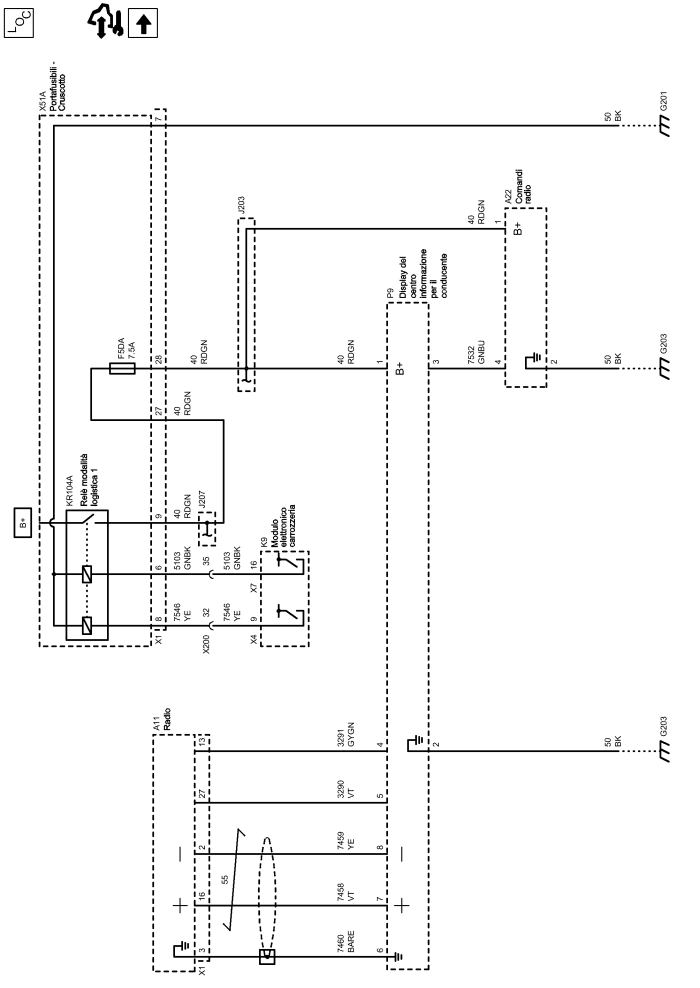 LOC
X51A
Portafusibili -
Cruscotto
7
50
BK
G201
B+
KR104A
Relè modalità
logistica 1
F5DA
7.5A
8
6
9
27
28
X1
7546
YE
5103
GNBK
40
RDGN
40
RDGN
40
RDGN
J203
40
RDGN
1
A22
Comandi
radio
B+
X200
32
35
J207
7546
YE
5103
GNBK
K9
Modulo
elettronico
carrozzeria
X4
9
X7
16
40
RDGN
1
P9
Display del
centro
informazione
per il
conducente
B+
3
7532
GNBU
4
2
50
BK
G203
A11
Radio
X1
3
16
2
27
13
55
7460
BARE
7458
VT
7459
YE
3290
VT
3291
GYGN
6
7
8
5
4
2
50
BK
G203